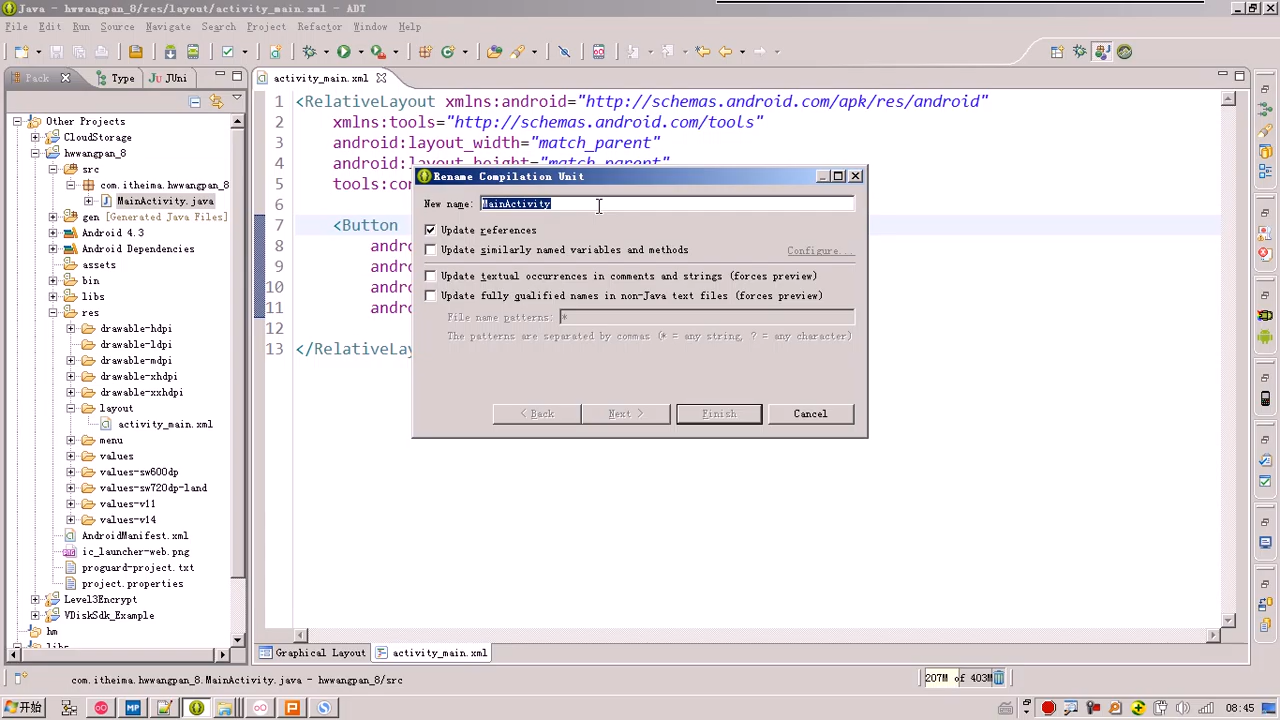 Java - hwwangpan_8/res/layout/activity_main.xml - ADT
File Edit Run Source Navigate Search Project Refactor Window Help
Pack Type JUni
activity_main.xml
Other Projects
CloudStorage
hwwangpan_8
src
com.itheima.hwwangpan_8
MainActivity.java
gen [Generated Java Files]
Android 4.3
Android Dependencies
assets
bin
libs
res
drawable-hdpi
drawable-ldpi
drawable-mdpi
drawable-xhdpi
drawable-xxhdpi
layout
activity_main.xml
menu
values
values-sw600dp
values-sw720dp-land
values-v11
values-v14
AndroidManifest.xml
ic_launcher-web.png
proguard-project.txt
project.properties
Level3Encrypt
VDiskSdk_Example
hm
libs
1 <RelativeLayout xmlns:android="http://schemas.android.com/apk/res/android"
2 xmlns:tools="http://schemas.android.com/tools"
3 android:layout_width="match_parent"
4 android:layout_height="match_parent"
5 tools:con
6
7 <Button
8 andro
9 andro
10 andro
11 andro
12
13 </RelativeLay
Rename Compilation Unit
New name: MainActivity
Update references
Update similarly named variables and methods Configure...
Update textual occurrences in comments and strings (forces preview)
Update fully qualified names in non-Java text files (forces preview)
File name patterns: *
The patterns are separated by commas (* = any string, ? = any character)
< Back Next > Finish Cancel
Graphical Layout activity_main.xml
com.itheima.hwwangpan_8.MainActivity.java - hwwangpan_8/src
207M of 403M
开始 MP P S 08:45